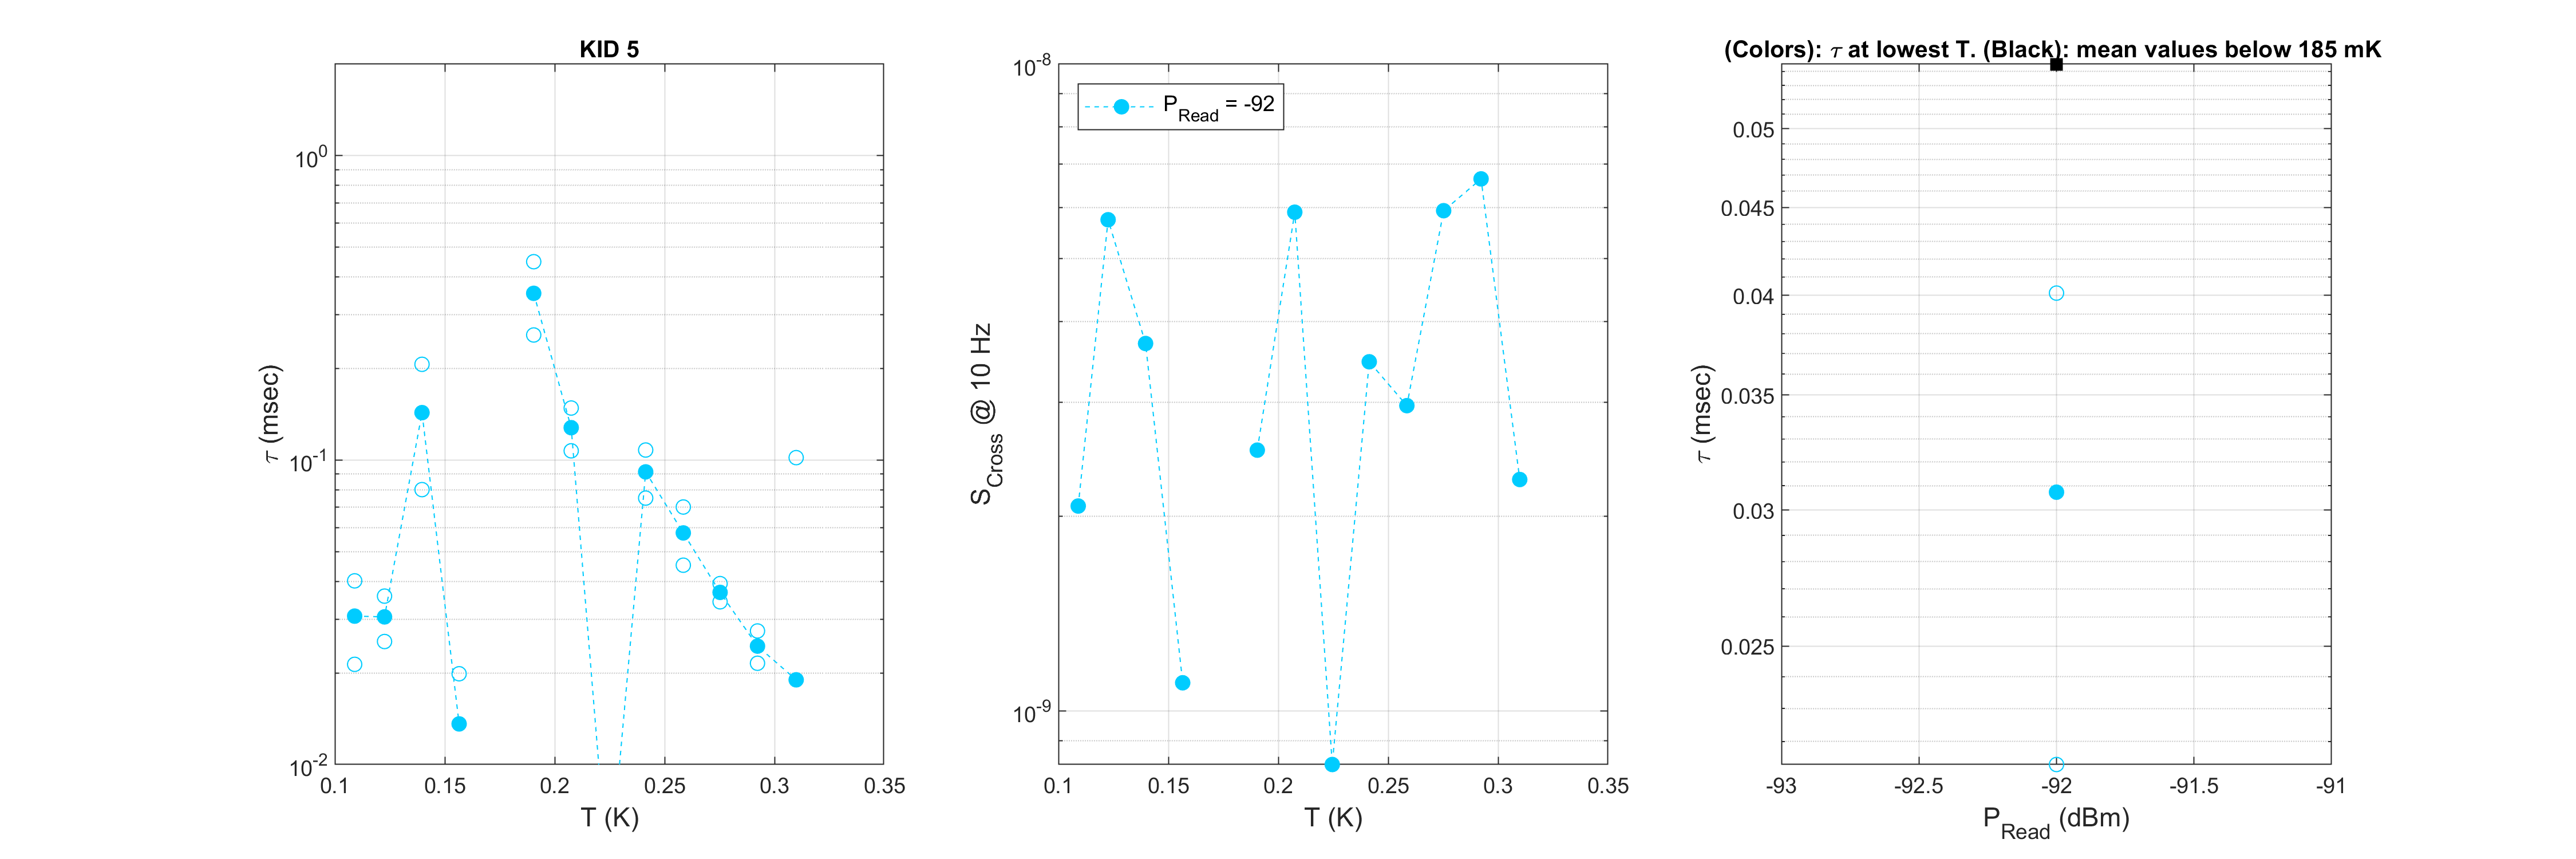 KID 5
10^0
10^-1
10^-2
τ (msec)
0.1 0.15 0.2 0.25 0.3 0.35
T (K)
P_Read = -92
10^-8
10^-9
S_Cross @ 10 Hz
0.1 0.15 0.2 0.25 0.3 0.35
T (K)
(Colors): τ at lowest T. (Black): mean values below 185 mK
0.05
0.045
0.04
0.035
0.03
0.025
τ (msec)
-93 -92.5 -92 -91.5 -91
P_Read (dBm)